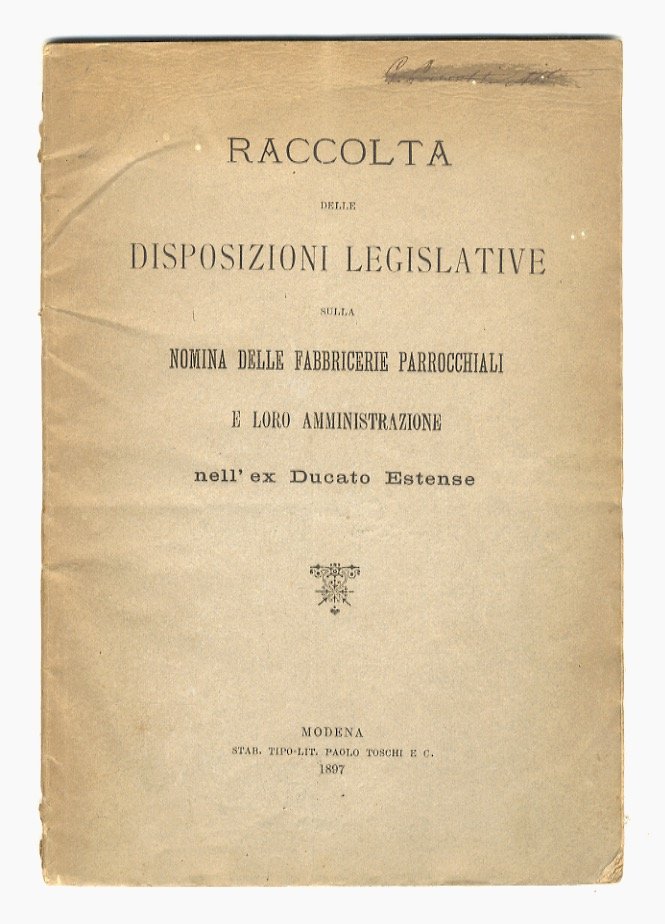 RACCOLTA
DELLE
DISPOSIZIONI LEGISLATIVE
SULLA
NOMINA DELLE FABBRICERIE PARROCCHIALI
E LORO AMMINISTRAZIONE
nell' ex Ducato Estense
MODENA
STAB. TIPO-LIT. PAOLO TOSCHI E C.
1897